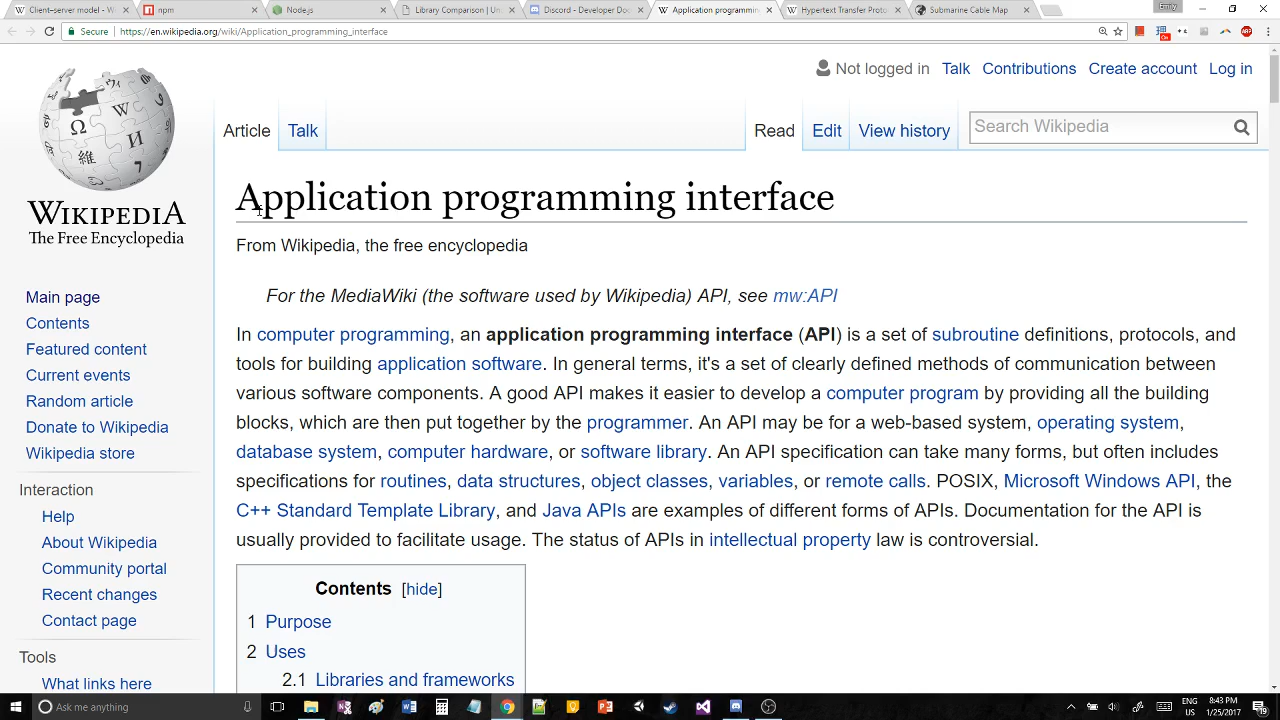 Client–server model - Wi
npm
Node.js
Library Comparison | Un
Discord - Developer Do
Application programmin
Hypertext Transfer Proto
Submarine Cable Map
Emily
Secure
https://en.wikipedia.org/wiki/Application_programming_interface
Not logged in Talk Contributions Create account Log in
Article Talk
Read Edit View history
Search Wikipedia
WIKIPEDIA
The Free Encyclopedia
Main page
Contents
Featured content
Current events
Random article
Donate to Wikipedia
Wikipedia store
Interaction
Help
About Wikipedia
Community portal
Recent changes
Contact page
Tools
What links here
Application programming interface
From Wikipedia, the free encyclopedia
For the MediaWiki (the software used by Wikipedia) API, see mw:API
In computer programming, an application programming interface (API) is a set of subroutine definitions, protocols, and
tools for building application software. In general terms, it's a set of clearly defined methods of communication between
various software components. A good API makes it easier to develop a computer program by providing all the building
blocks, which are then put together by the programmer. An API may be for a web-based system, operating system,
database system, computer hardware, or software library. An API specification can take many forms, but often includes
specifications for routines, data structures, object classes, variables, or remote calls. POSIX, Microsoft Windows API, the
C++ Standard Template Library, and Java APIs are examples of different forms of APIs. Documentation for the API is
usually provided to facilitate usage. The status of APIs in intellectual property law is controversial.
Contents [hide]
1 Purpose
2 Uses
2.1 Libraries and frameworks
Ask me anything
ENG
US
8:43 PM
1/25/2017